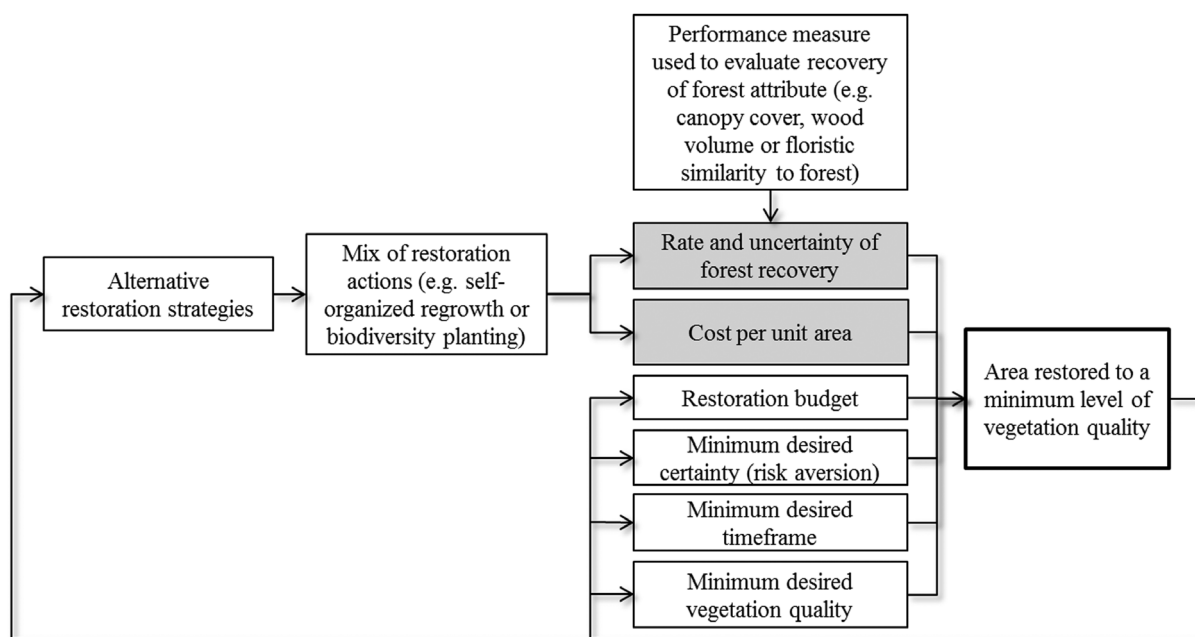 Performance measure
used to evaluate recovery
of forest attribute (e.g.
canopy cover, wood
volume or floristic
similarity to forest)
Alternative
restoration strategies
Mix of restoration
actions (e.g. self-
organized regrowth or
biodiversity planting)
Rate and uncertainty of
forest recovery
Cost per unit area
Restoration budget
Minimum desired
certainty (risk aversion)
Minimum desired
timeframe
Minimum desired
vegetation quality
Area restored to a
minimum level of
vegetation quality